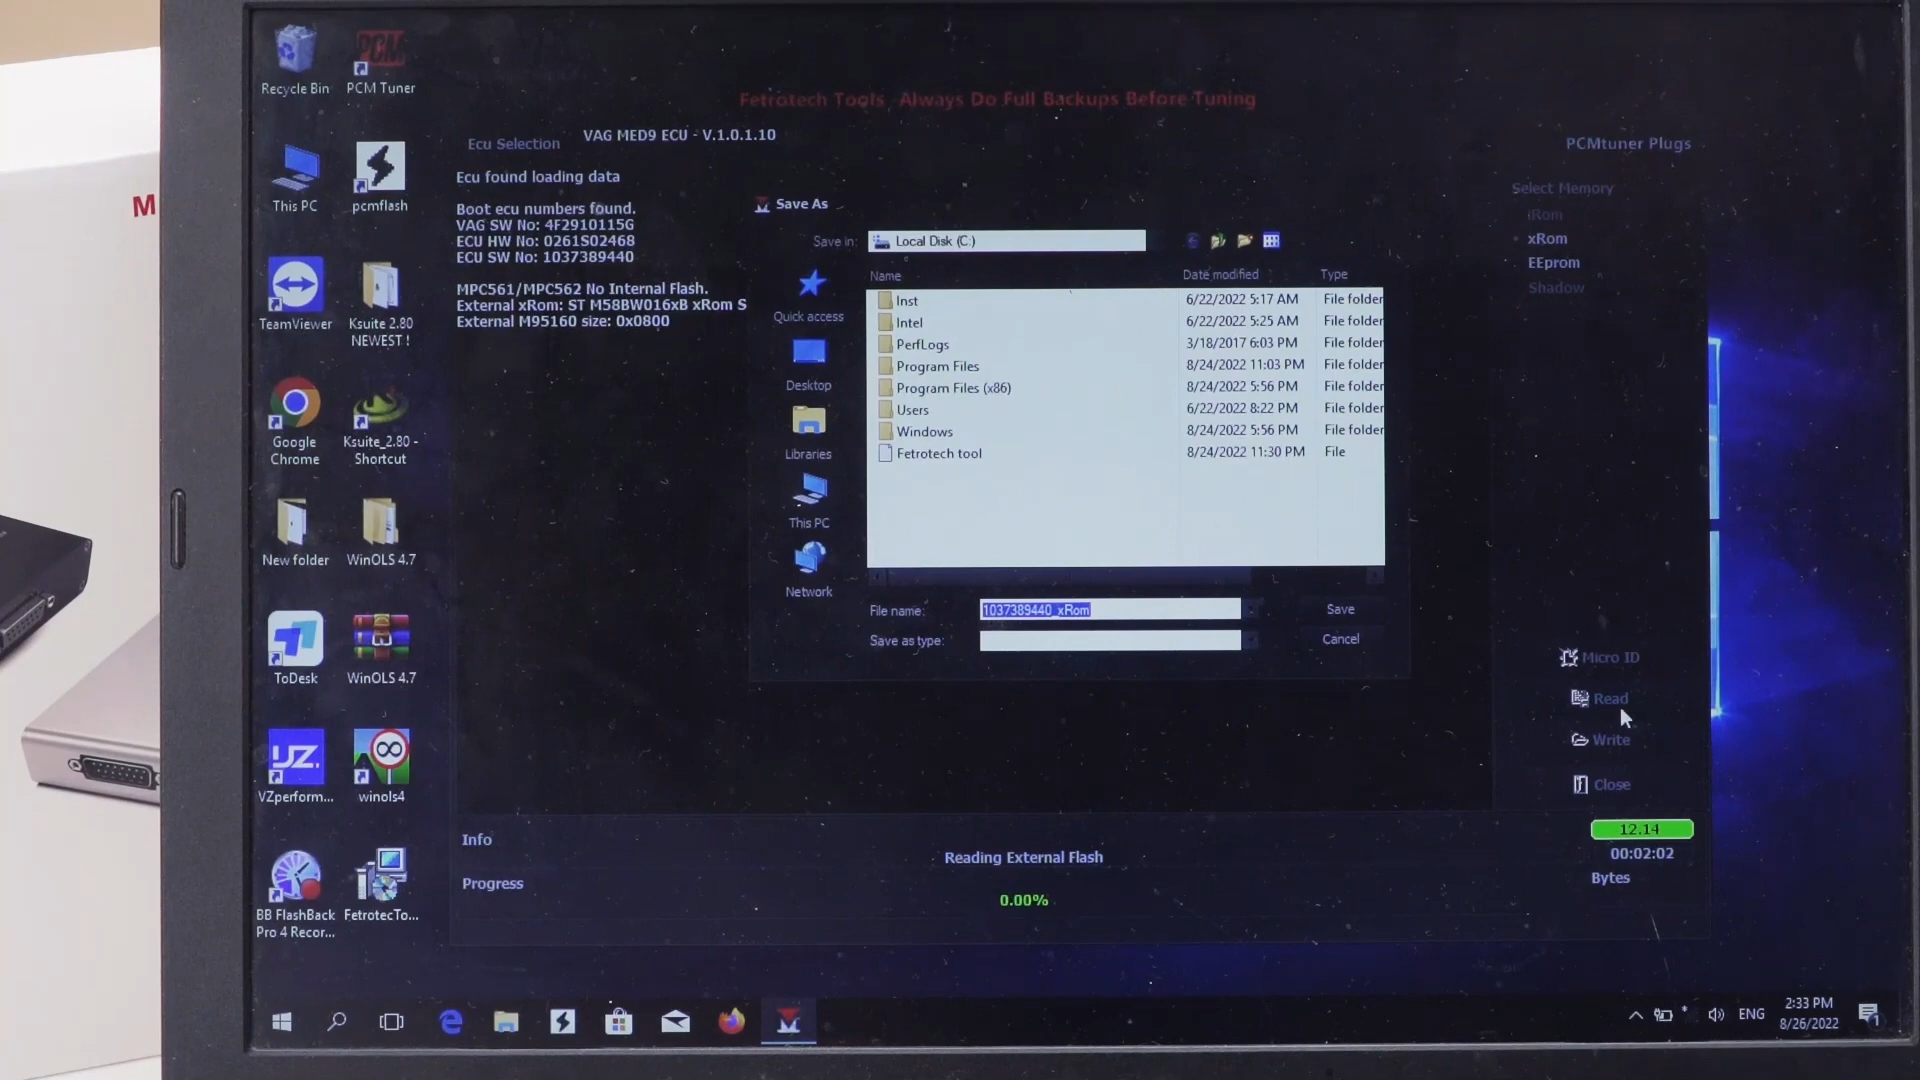 M
Recycle Bin
PCM
PCM Tuner
This PC
pcmflash
TeamViewer
Ksuite 2.80
NEWEST !
Google
Chrome
Ksuite_2.80 -
Shortcut
New folder
WinOLS 4.7
ToDesk
WinOLS 4.7
VZ.
VZperform...
winols4
BB FlashBack
Pro 4 Recor...
FetrotecTo...
Fetrotech Tools Always Do Full Backups Before Tuning
Ecu Selection
VAG MED9 ECU - V.1.0.1.10
Ecu found loading data
Boot ecu numbers found.
VAG SW No: 4F2910115G
ECU HW No: 0261S02468
ECU SW No: 1037389440
MPC561/MPC562 No Internal Flash.
External xRom: ST M58BW016xB xRom S
External M95160 size: 0x0800
Save As
Save in: Local Disk (C:)
Quick access
Desktop
Libraries
This PC
Network
Name Date modified Type
Inst 6/22/2022 5:17 AM File folder
Intel 6/22/2022 5:25 AM File folder
PerfLogs 3/18/2017 6:03 PM File folder
Program Files 8/24/2022 11:03 PM File folder
Program Files (x86) 8/24/2022 5:56 PM File folder
Users 6/22/2022 8:22 PM File folder
Windows 8/24/2022 5:56 PM File folder
Fetrotech tool 8/24/2022 11:30 PM File
File name: 1037389440_xRom Save
Save as type: Cancel
PCMtuner Plugs
Select Memory
iRom
xRom
EEprom
Shadow
Micro ID
Read
Write
Close
12.14
00:02:02
Bytes
Info
Reading External Flash
Progress
0.00%
ENG
2:33 PM
8/26/2022
1